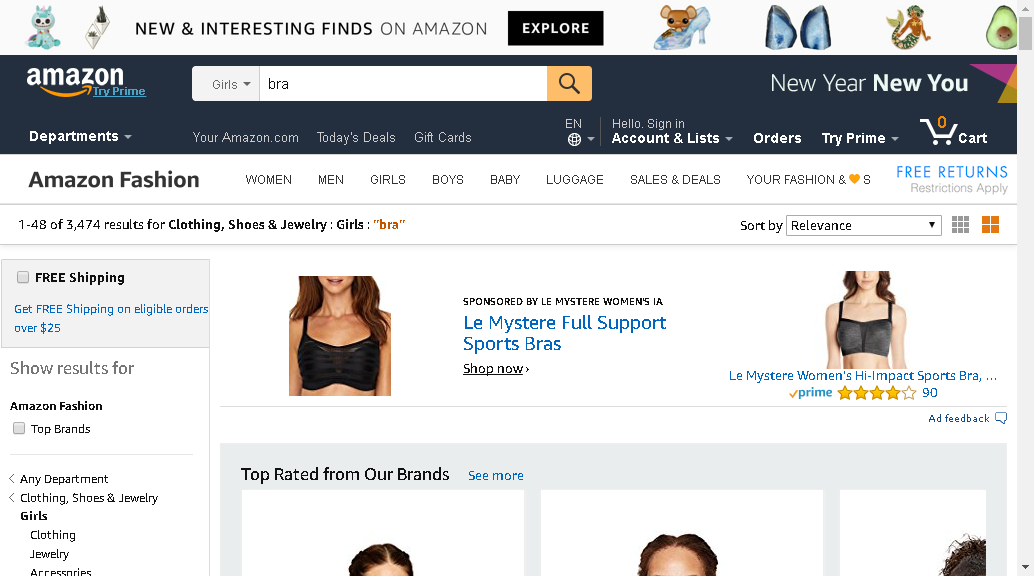 NEW & INTERESTING FINDS ON AMAZON EXPLORE
amazon
Try Prime
Girls
bra
New Year New You
Departments
Your Amazon.com Today's Deals Gift Cards
EN
Hello. Sign in
Account & Lists
Orders
Try Prime
0
Cart
Amazon Fashion
WOMEN MEN GIRLS BOYS BABY LUGGAGE SALES & DEALS YOUR FASHION & 🧡 S
FREE RETURNS
Restrictions Apply
1-48 of 3,474 results for Clothing, Shoes & Jewelry : Girls : "bra"
Sort by Relevance
FREE Shipping
Get FREE Shipping on eligible orders
over $25
Show results for
Amazon Fashion
Top Brands
Any Department
Clothing, Shoes & Jewelry
Girls
Clothing
Jewelry
Accessories
SPONSORED BY LE MYSTERE WOMEN'S IA
Le Mystere Full Support
Sports Bras
Shop now ›
Le Mystere Women's Hi-Impact Sports Bra, ...
prime 90
Ad feedback
Top Rated from Our Brands See more